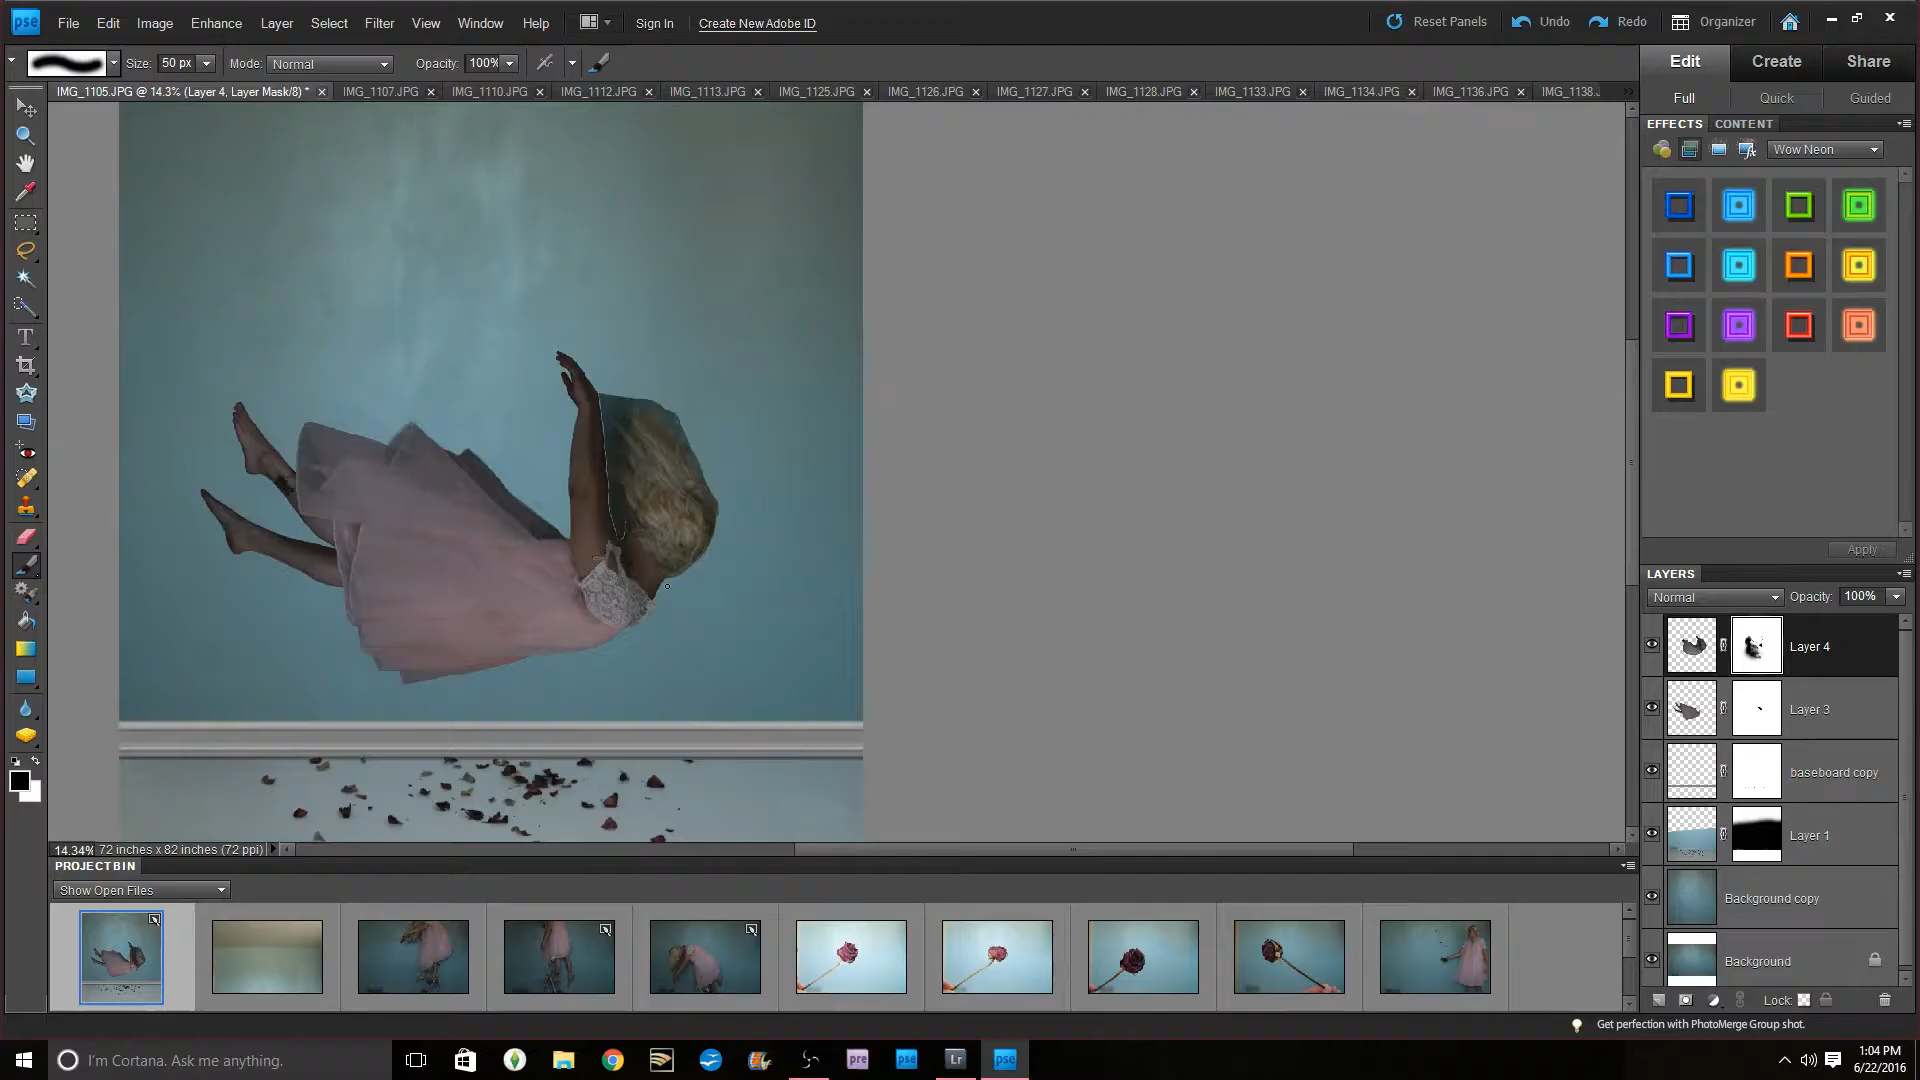 pse File Edit Image Enhance Layer Select Filter View Window Help Sign In Create New Adobe ID Reset Panels Undo Redo Organizer
Size: 50 px Mode: Normal Opacity: 100% Edit Create Share
IMG_1105.JPG @ 14.3% (Layer 4, Layer Mask/8) * IMG_1107.JPG IMG_1110.JPG IMG_1112.JPG IMG_1113.JPG IMG_1125.JPG IMG_1126.JPG IMG_1127.JPG IMG_1128.JPG IMG_1133.JPG IMG_1134.JPG IMG_1136.JPG IMG_1138.J
Full Quick Guided
EFFECTS CONTENT
Wow Neon
Apply
LAYERS
Normal Opacity: 100%
Layer 4
Layer 3
baseboard copy
Layer 1
Background copy
Background
Lock:
14.34% 72 inches x 82 inches (72 ppi)
PROJECT BIN
Show Open Files
Get perfection with PhotoMerge Group shot.
I'm Cortana. Ask me anything. pre pse Lr pse 1:04 PM
6/22/2016